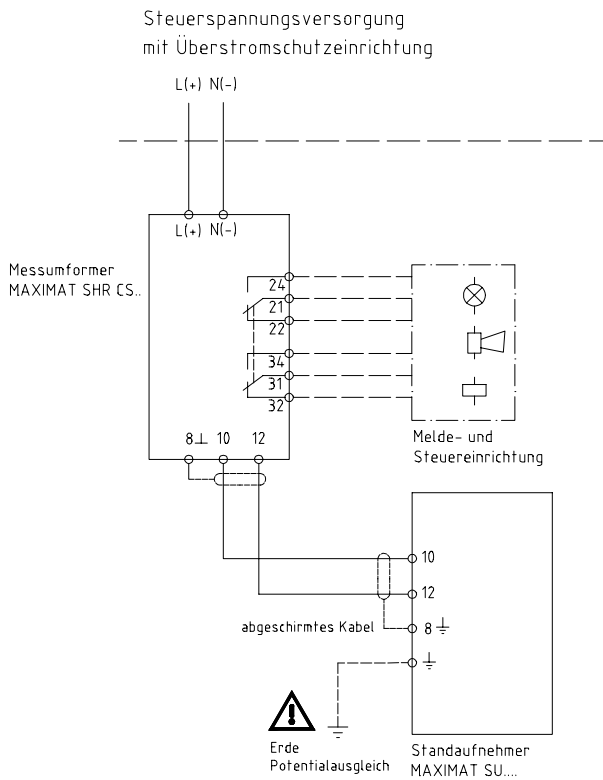 Steuerspannungsversorgung
mit Überstromschutzeinrichtung
L(+) N(-)
L(+) N(-)
Messumformer
MAXIMAT SHR CS..
24
21
22
34
31
32
8⊥ 10 12
Melde- und
Steuereinrichtung
10
12
abgeschirmtes Kabel
8
Erde
Potentialausgleich
Standaufnehmer
MAXIMAT SU....